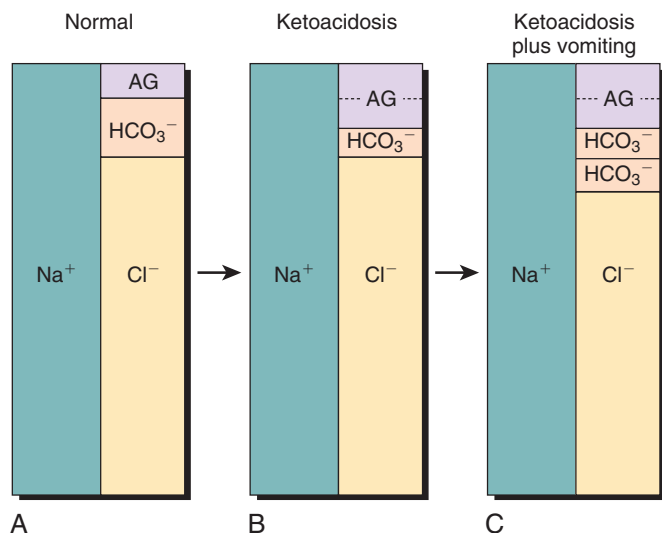 Normal
AG
HCO₃⁻
Na⁺
Cl⁻
A
Ketoacidosis
AG
HCO₃⁻
Na⁺
Cl⁻
B
Ketoacidosis
plus vomiting
AG
HCO₃⁻
HCO₃⁻
Na⁺
Cl⁻
C